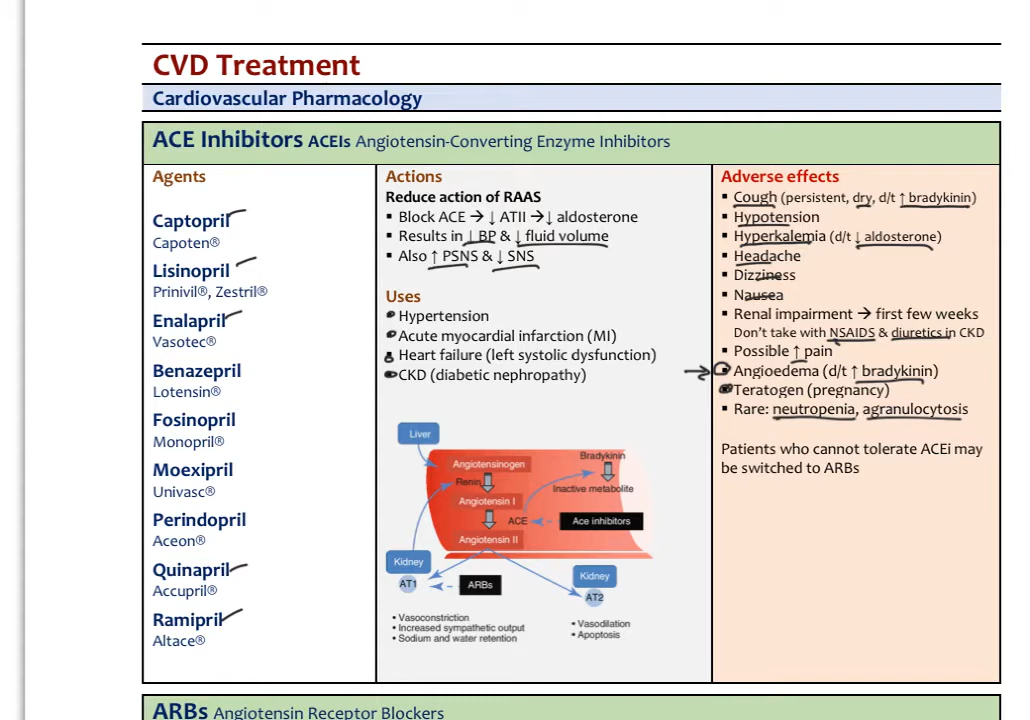 CVD Treatment
Cardiovascular Pharmacology
ACE Inhibitors ACEIs Angiotensin-Converting Enzyme Inhibitors
Agents
Captopril
Capoten®
Lisinopril
Prinivil®, Zestril®
Enalapril
Vasotec®
Benazepril
Lotensin®
Fosinopril
Monopril®
Moexipril
Univasc®
Perindopril
Aceon®
Quinapril
Accupril®
Ramipril
Altace®
Actions
Reduce action of RAAS
▪ Block ACE → ↓ ATII → ↓ aldosterone
▪ Results in ↓ BP & ↓ fluid volume
▪ Also ↑ PSNS & ↓ SNS
Uses
▪ Hypertension
▪ Acute myocardial infarction (MI)
▪ Heart failure (left systolic dysfunction)
▪ CKD (diabetic nephropathy)
Liver
Angiotensinogen
Renin
Angiotensin I
ACE
Angiotensin II
Bradykinin
Inactive metabolite
Ace inhibitors
Kidney
AT1
ARBs
Kidney
AT2
• Vasoconstriction
• Increased sympathetic output
• Sodium and water retention
• Vasodilation
• Apoptosis
Adverse effects
▪ Cough (persistent, dry, d/t ↑ bradykinin)
▪ Hypotension
▪ Hyperkalemia (d/t ↓ aldosterone)
▪ Headache
▪ Dizziness
▪ Nausea
▪ Renal impairment → first few weeks
Don't take with NSAIDS & diuretics in CKD
▪ Possible ↑ pain
▪ Angioedema (d/t ↑ bradykinin)
▪ Teratogen (pregnancy)
▪ Rare: neutropenia, agranulocytosis
Patients who cannot tolerate ACEi may
be switched to ARBs
ARBs Angiotensin Receptor Blockers